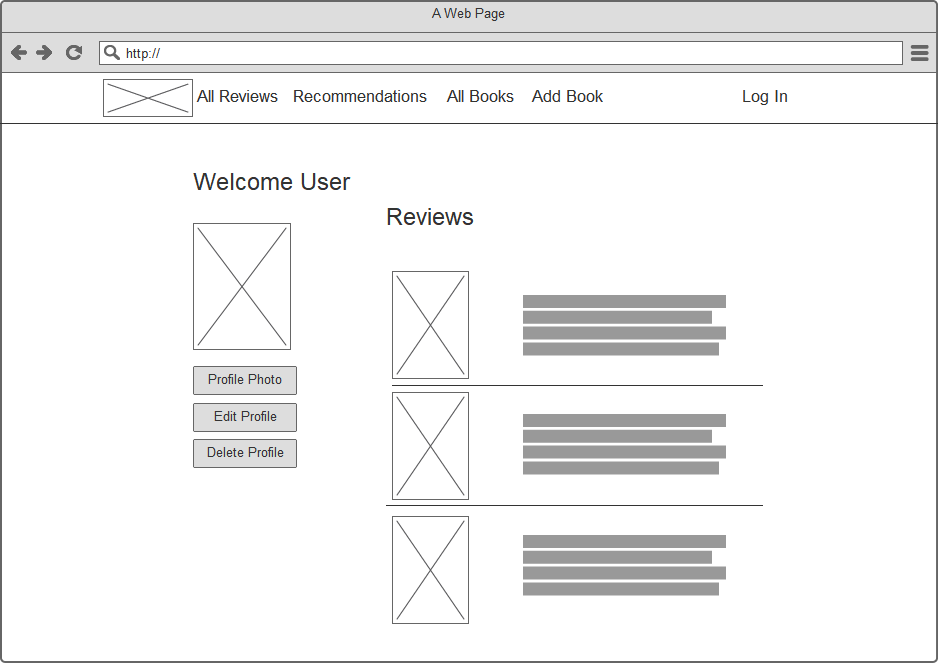 A Web Page
http://
All Reviews Recommendations All Books Add Book Log In
Welcome User
Reviews
Profile Photo
Edit Profile
Delete Profile